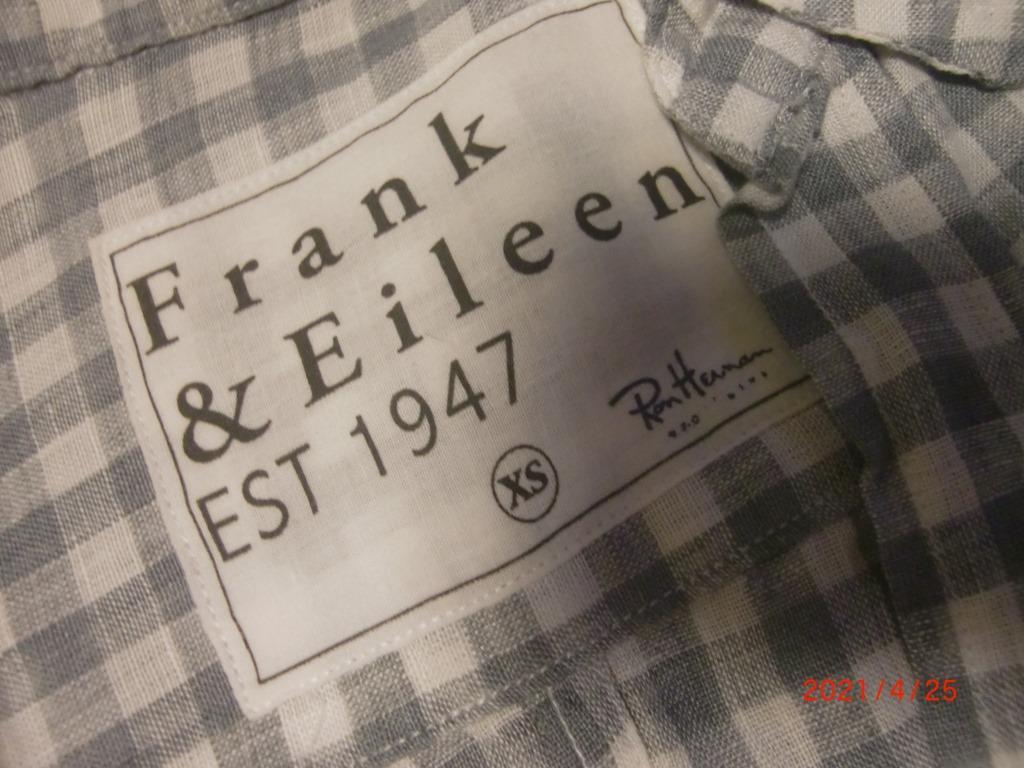 Frank
& Eileen
EST 1947
XS
Ron Herman
2021/4/25